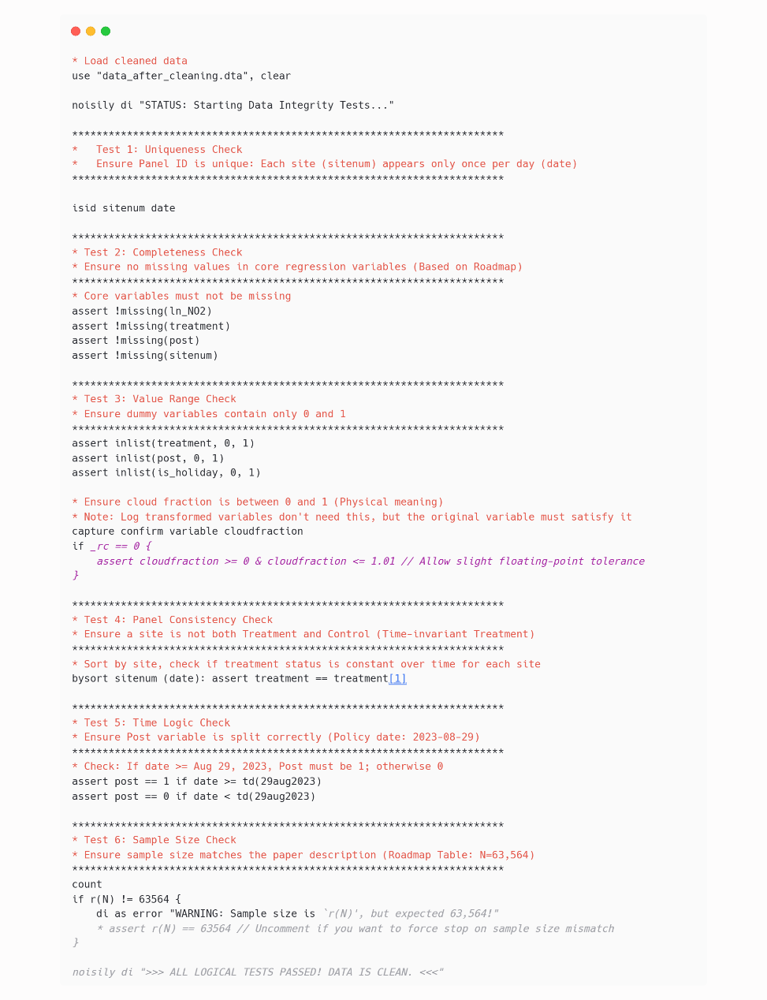 * Load cleaned data
use "data_after_cleaning.dta", clear
noisily di "STATUS: Starting Data Integrity Tests..."
***********************************************************************
*   Test 1: Uniqueness Check
*   Ensure Panel ID is unique: Each site (sitenum) appears only once per day (date)
***********************************************************************
isid sitenum date
***********************************************************************
* Test 2: Completeness Check
* Ensure no missing values in core regression variables (Based on Roadmap)
***********************************************************************
* Core variables must not be missing
assert !missing(ln_NO2)
assert !missing(treatment)
assert !missing(post)
assert !missing(sitenum)
***********************************************************************
* Test 3: Value Range Check
* Ensure dummy variables contain only 0 and 1
***********************************************************************
assert inlist(treatment, 0, 1)
assert inlist(post, 0, 1)
assert inlist(is_holiday, 0, 1)
* Ensure cloud fraction is between 0 and 1 (Physical meaning)
* Note: Log transformed variables don't need this, but the original variable must satisfy it
capture confirm variable cloudfraction
if _rc == 0 {
    assert cloudfraction >= 0 & cloudfraction <= 1.01 // Allow slight floating-point tolerance
}
***********************************************************************
* Test 4: Panel Consistency Check
* Ensure a site is not both Treatment and Control (Time-invariant Treatment)
***********************************************************************
* Sort by site, check if treatment status is constant over time for each site
bysort sitenum (date): assert treatment == treatment[1]
***********************************************************************
* Test 5: Time Logic Check
* Ensure Post variable is split correctly (Policy date: 2023-08-29)
***********************************************************************
* Check: If date >= Aug 29, 2023, Post must be 1; otherwise 0
assert post == 1 if date >= td(29aug2023)
assert post == 0 if date < td(29aug2023)
***********************************************************************
* Test 6: Sample Size Check
* Ensure sample size matches the paper description (Roadmap Table: N=63,564)
***********************************************************************
count
if r(N) != 63564 {
    di as error "WARNING: Sample size is `r(N)', but expected 63,564!"
    * assert r(N) == 63564 // Uncomment if you want to force stop on sample size mismatch
}
noisily di ">>> ALL LOGICAL TESTS PASSED! DATA IS CLEAN. <<<"